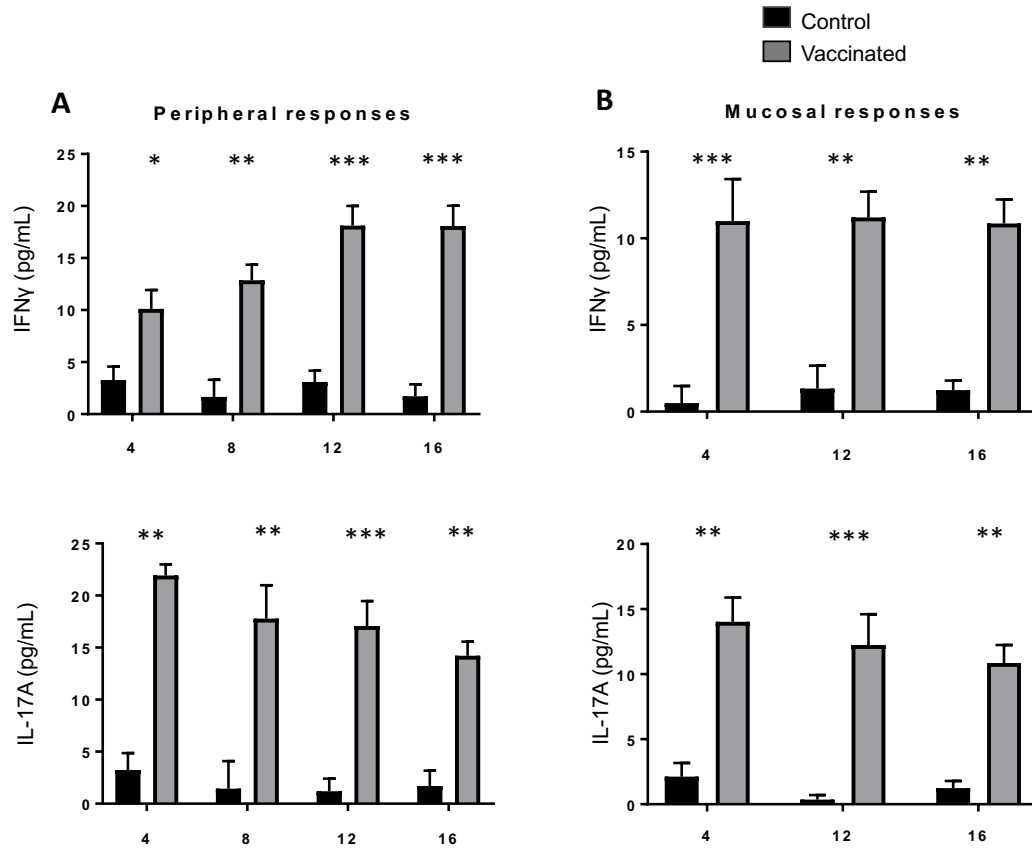 Control
Vaccinated
A
Peripheral responses
* ** *** ***
IFNγ (pg/mL)
25
20
15
10
5
0
4 8 12 16
B
Mucosal responses
*** ** **
IFNγ (pg/mL)
15
10
5
0
4 12 16
** ** *** **
IL-17A (pg/mL)
25
20
15
10
5
0
4 8 12 16
** *** **
IL-17A (pg/mL)
20
15
10
5
0
4 12 16